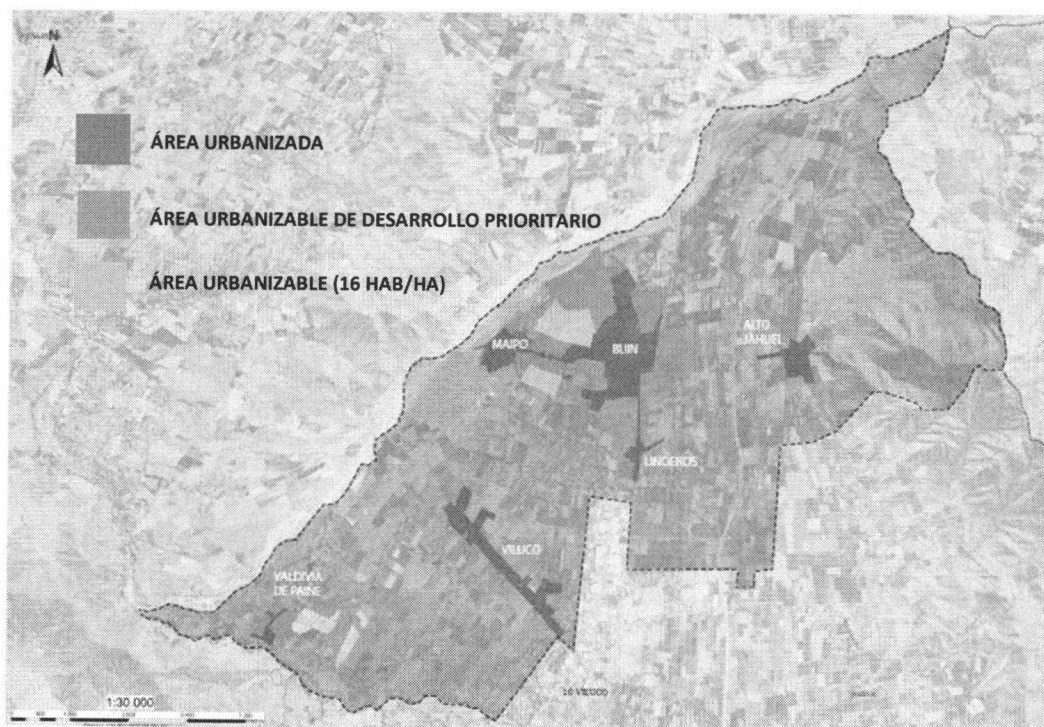 N
ÁREA URBANIZADA
ÁREA URBANIZABLE DE DESARROLLO PRIORITARIO
ÁREA URBANIZABLE (16 HAB/HA)
MAIPO
BUIN
ALTO
JAHUEL
LINDEROS
VILUCO
VALDIVIA
DE PAINE
1:30 000